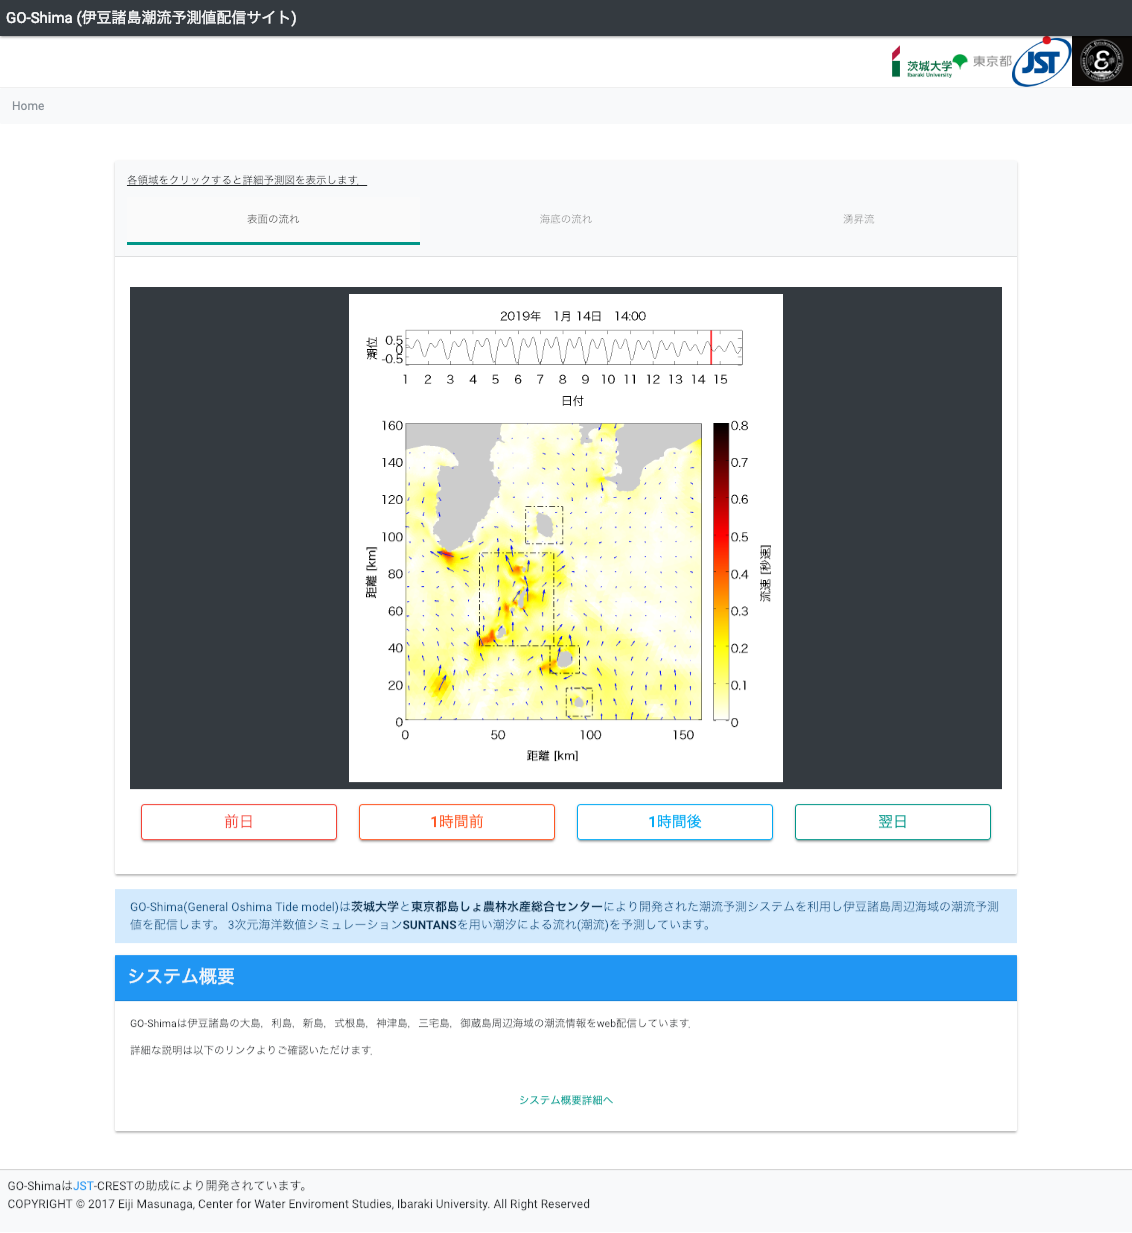 GO-Shima (伊豆諸島潮流予測値配信サイト)
茨城大学
Ibaraki University
東京都
JST
Home
各領域をクリックすると詳細予測図を表示します．
表面の流れ
海底の流れ
湧昇流
2019年 1月 14日 14:00
潮位
0.5
0
-0.5
1 2 3 4 5 6 7 8 9 10 11 12 13 14 15
日付
160
140
120
100
80
60
40
20
0
距離 [km]
0 50 100 150
距離 [km]
0.8
0.7
0.6
0.5
0.4
0.3
0.2
0.1
0
流速 [秒速]
前日
1時間前
1時間後
翌日
GO-Shima(General Oshima Tide model)は茨城大学と東京都島しょ農林水産総合センターにより開発された潮流予測システムを利用し伊豆諸島周辺海域の潮流予測
値を配信します。 3次元海洋数値シミュレーションSUNTANSを用い潮汐による流れ(潮流)を予測しています。
システム概要
GO-Shimaは伊豆諸島の大島，利島，新島，式根島，神津島，三宅島，御蔵島周辺海域の潮流情報をweb配信しています．
詳細な説明は以下のリンクよりご確認いただけます．
システム概要詳細へ
GO-ShimaはJST-CRESTの助成により開発されています。
COPYRIGHT © 2017 Eiji Masunaga, Center for Water Enviroment Studies, Ibaraki University. All Right Reserved